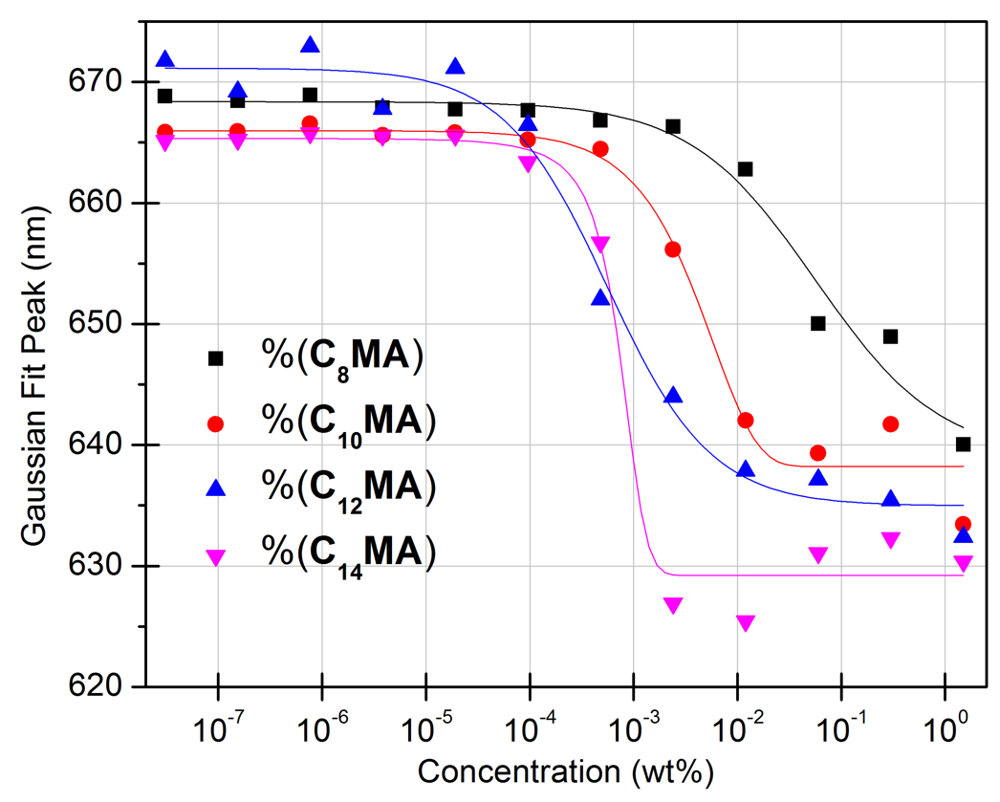 Gaussian Fit Peak (nm)
670
660
650
640
630
620
%(C₈MA)
%(C₁₀MA)
%(C₁₂MA)
%(C₁₄MA)
10⁻⁷ 10⁻⁶ 10⁻⁵ 10⁻⁴ 10⁻³ 10⁻² 10⁻¹ 10⁰
Concentration (wt%)